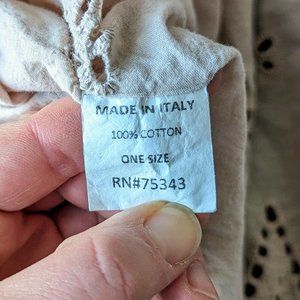 MADE IN ITALY
100% COTTON
ONE SIZE
RN#75343